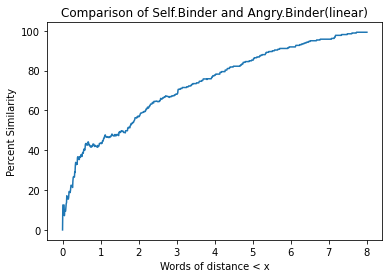 Comparison of Self.Binder and Angry.Binder(linear)
100
80
60
40
20
0
Percent Similarity
0 1 2 3 4 5 6 7 8
Words of distance < x